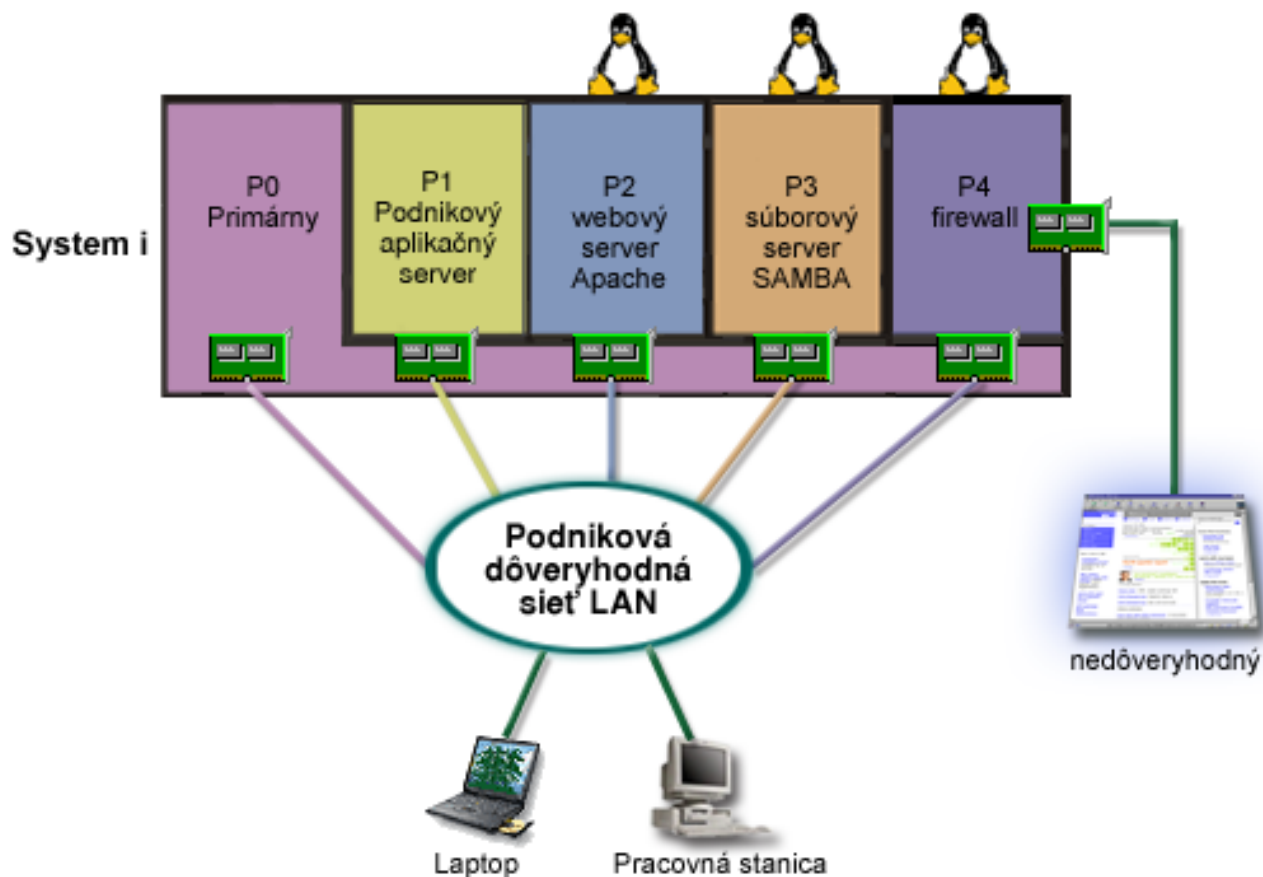 System i
P0
Primárny
P1
Podnikový
aplikačný
server
P2
webový
server
Apache
P3
súborový
server
SAMBA
P4
firewall
Podniková
dôveryhodná
sieť LAN
nedôveryhodný
Laptop
Pracovná stanica